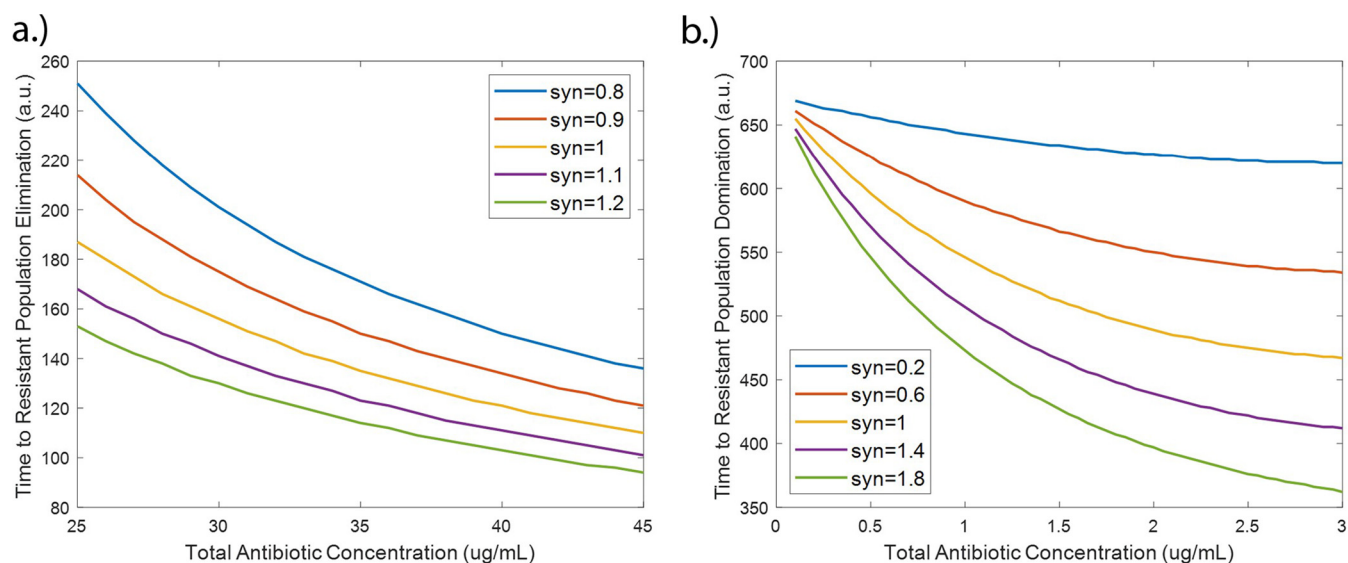 a.)
Time to Resistant Population Elimination (a.u.)
260
240
220
200
180
160
140
120
100
80
syn=0.8
syn=0.9
syn=1
syn=1.1
syn=1.2
25
30
35
40
45
Total Antibiotic Concentration (ug/mL)
b.)
Time to Resistant Population Domination (a.u.)
700
650
600
550
500
450
400
350
syn=0.2
syn=0.6
syn=1
syn=1.4
syn=1.8
0
0.5
1
1.5
2
2.5
3
Total Antibiotic Concentration (ug/mL)